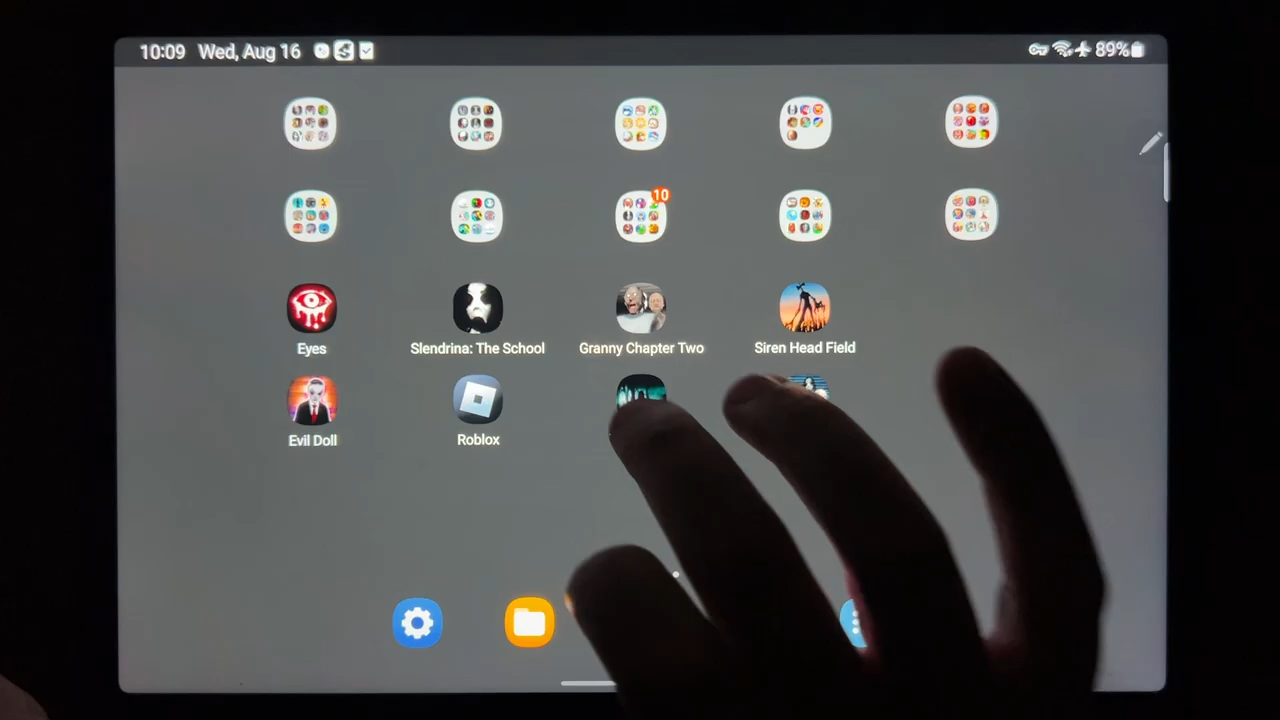 10:09 Wed, Aug 16 89%
10
Eyes Slendrina: The School Granny Chapter Two Siren Head Field
Evil Doll Roblox